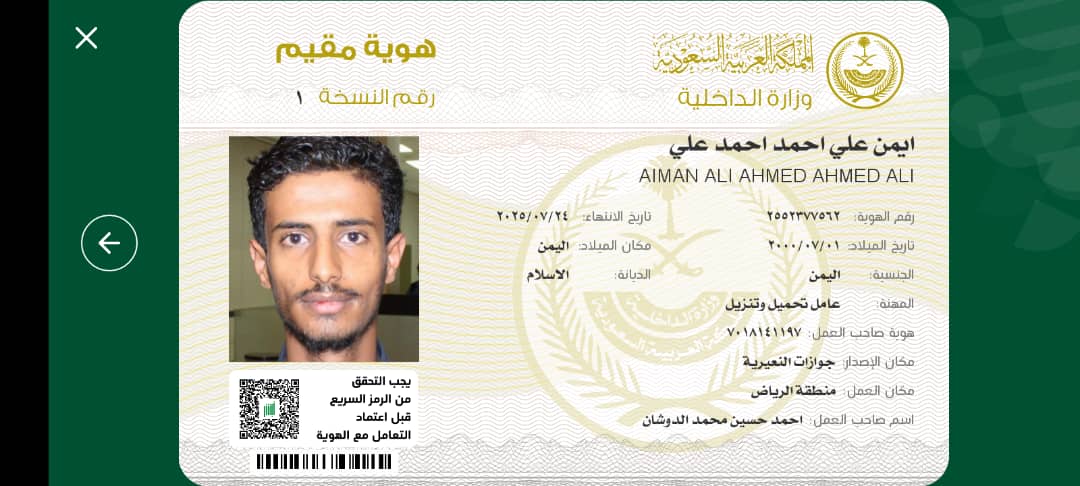 المملكة العربية السعودية
وزارة الداخلية
هوية مقيم
رقم النسخة ١
ايمن علي احمد احمد علي
AIMAN ALI AHMED AHMED ALI
رقم الهوية: ٢٥٥٢٣٧٧٥٦٢ تاريخ الانتهاء: ٢٠٢٥/٠٧/٢٤
تاريخ الميلاد: ٢٠٠٠/٠٧/٠١ مكان الميلاد: اليمن
الجنسية: اليمن الديانة: الاسلام
المهنة: عامل تحميل وتنزيل
هوية صاحب العمل: ٧٠١٨١٤١١٩٧
مكان الإصدار: جوازات النعيرية
مكان العمل: منطقة الرياض
اسم صاحب العمل: احمد حسين محمد الدوشان
يجب التحقق
من الرمز السريع
قبل اعتماد
التعامل مع الهوية